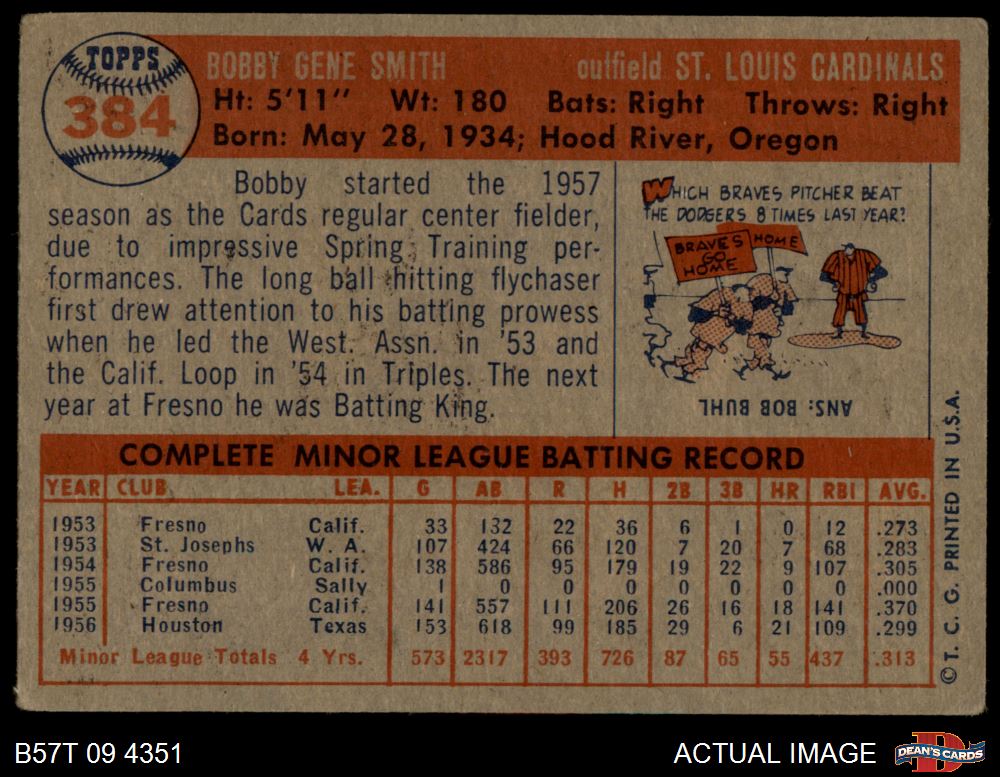 TOPPS
384
BOBBY GENE SMITH outfield ST. LOUIS CARDINALS
Ht: 5'11" Wt: 180 Bats: Right Throws: Right
Born: May 28, 1934; Hood River, Oregon
Bobby started the 1957
season as the Cards regular center fielder,
due to impressive Spring Training per-
formances. The long ball hitting flychaser
first drew attention to his batting prowess
when he led the West. Assn. in '53 and
the Calif. Loop in '54 in Triples. The next
year at Fresno he was Batting King.
WHICH BRAVES PITCHER BEAT
THE DODGERS 8 TIMES LAST YEAR?
BRAVES
GO
HOME
HOME
ANS: BOB BUHL
COMPLETE MINOR LEAGUE BATTING RECORD
YEAR CLUB LEA. G AB R H 2B 3B HR RBI AVG.
1953 Fresno Calif. 33 132 22 36 6 1 0 12 .273
1953 St. Josephs W. A. 107 424 66 120 7 20 7 68 .283
1954 Fresno Calif. 138 586 95 179 19 22 9 107 .305
1955 Columbus Sally 1 0 0 0 0 0 0 0 .000
1955 Fresno Calif. 141 557 111 206 26 16 18 141 .370
1956 Houston Texas 153 618 99 185 29 6 21 109 .299
Minor League Totals 4 Yrs. 573 2317 393 726 87 65 55 437 .313
© T. C. G. PRINTED IN U.S.A.
B57T 09 4351
ACTUAL IMAGE
D
DEAN'S CARDS